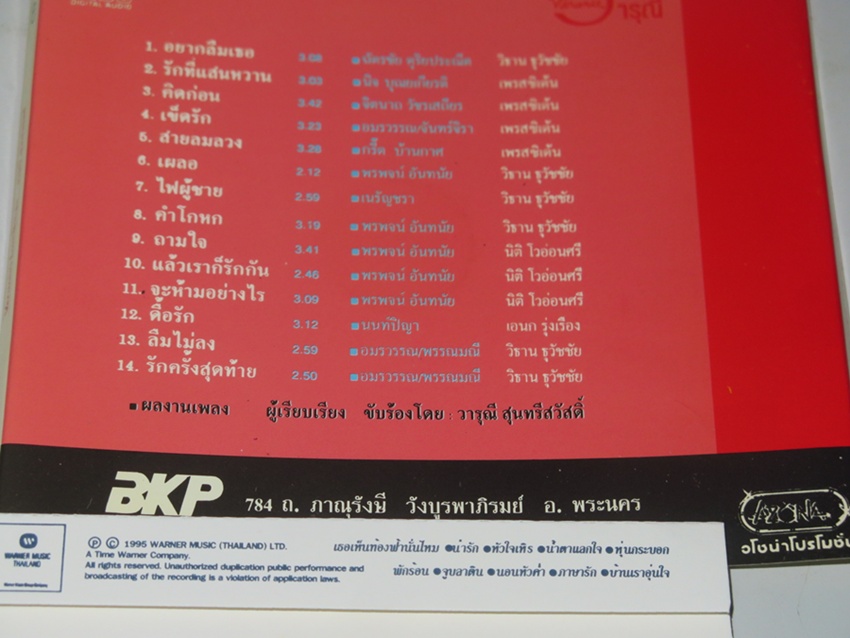 DIGITAL AUDIO
วารุณี
1. อยากลืมเธอ 3.08 ■ฉัตรชัย ดุริยประณีต วิธาน ธุวัชชัย
2. รักที่แสนหวาน 3.03 ■นิจ บุณยเกียรติ เพรสซิเด้น
3. คิดก่อน 3.42 ■จิตนาถ วัชรเสถียร เพรสซิเด้น
4. เข็ดรัก 3.23 ■อมรวรรณ/จันทร์จิรา เพรสซิเด้น
5. สายลมลวง 3.28 ■กรี๊ด บ้านกาศ เพรสซิเด้น
6. เผลอ 2.12 ■พรพจน์ อันทนัย วิธาน ธุวัชชัย
7. ไฟผู้ชาย 2.59 ■เนรัญชรา วิธาน ธุวัชชัย
8. คำโกหก 3.19 ■พรพจน์ อันทนัย วิธาน ธุวัชชัย
9. ถามใจ 3.41 ■พรพจน์ อันทนัย นิติ โวอ่อนศรี
10. แล้วเราก็รักกัน 2.46 ■พรพจน์ อันทนัย นิติ โวอ่อนศรี
11. จะห้ามอย่างไร 3.09 ■พรพจน์ อันทนัย นิติ โวอ่อนศรี
12. ดื้อรัก 3.12 ■นนท์ปิญา เอนก รุ่งเรือง
13. ลืมไม่ลง 2.59 ■อมรวรรณ/พรรณมณี วิธาน ธุวัชชัย
14. รักครั้งสุดท้าย 2.50 ■อมรวรรณ/พรรณมณี วิธาน ธุวัชชัย
■ผลงานเพลง ผู้เรียบเรียง ขับร้องโดย : วารุณี สุนทรีสวัสดิ์
BKP 784 ถ. ภาณุรังษี วังบูรพาภิรมย์ อ. พระนคร
วโซน่าโปรโมชั่น
WARNER MUSIC
THAILAND
Ⓟ Ⓒ 1995 WARNER MUSIC (THAILAND) LTD.
A Time Warner Company.
All rights reserved. Unauthorized duplication public performance and
broadcasting of the recording is a violation of application laws.
เธอเห็นท้องฟ้านั่นไหม ●น่ารัก ●หัวใจเหิร ●น้ำตาแลกใจ ●หุ่นกระบอก
พักร้อน ●จูบลาติน ●นอนหัวค่ำ ●ภาษารัก ●บ้านเราอุ่นใจ